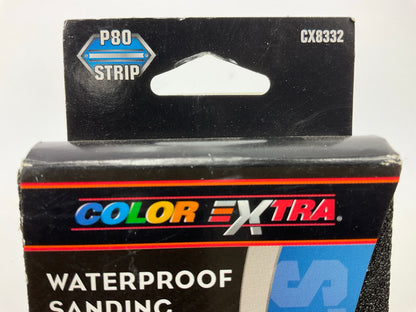 P80
STRIP
CX8332
COLOR EXTRA®
WATERPROOF
SANDING